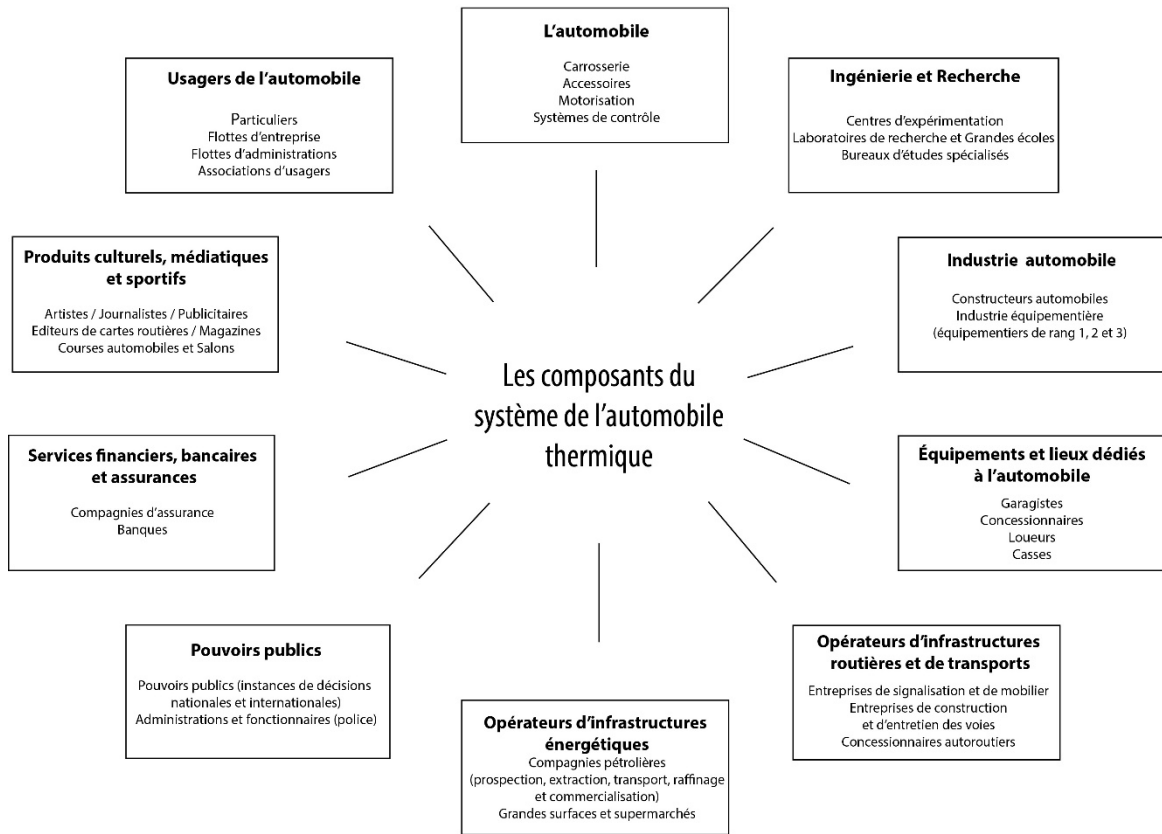 L'automobile
Carrosserie
Accessoires
Motorisation
Systèmes de contrôle
Ingénierie et Recherche
Centres d'expérimentation
Laboratoires de recherche et Grandes écoles
Bureaux d'études spécialisés
Industrie automobile
Constructeurs automobiles
Industrie équipementière
(équipementiers de rang 1, 2 et 3)
Équipements et lieux dédiés
à l'automobile
Garagistes
Concessionnaires
Loueurs
Casses
Opérateurs d'infrastructures
routières et de transports
Entreprises de signalisation et de mobilier
Entreprises de construction
et d'entretien des voies
Concessionnaires autoroutiers
Opérateurs d'infrastructures
énergétiques
Compagnies pétrolières
(prospection, extraction, transport, raffinage
et commercialisation)
Grandes surfaces et supermarchés
Pouvoirs publics
Pouvoirs publics (instances de décisions
nationales et internationales)
Administrations et fonctionnaires (police)
Services financiers, bancaires
et assurances
Compagnies d'assurance
Banques
Produits culturels, médiatiques
et sportifs
Artistes / Journalistes / Publicitaires
Editeurs de cartes routières / Magazines
Courses automobiles et Salons
Usagers de l'automobile
Particuliers
Flottes d'entreprise
Flottes d'administrations
Associations d'usagers
Les composants du
système de l'automobile
thermique